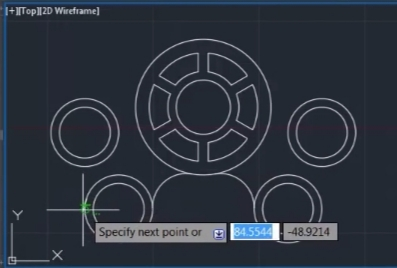 [+][Top][2D Wireframe]
Specify next point or 84.5544 -48.9214
Y
X